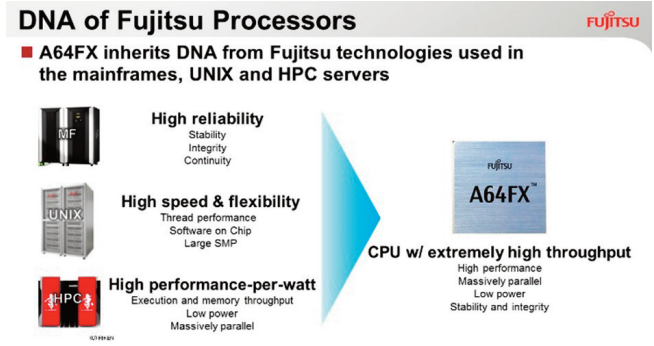 DNA of Fujitsu Processors
FUJITSU
A64FX inherits DNA from Fujitsu technologies used in
the mainframes, UNIX and HPC servers
MF
High reliability
Stability
Integrity
Continuity
UNIX
High speed & flexibility
Thread performance
Software on Chip
Large SMP
HPC
High performance-per-watt
Execution and memory throughput
Low power
Massively parallel
FUJITSU
A64FX™
CPU w/ extremely high throughput
High performance
Massively parallel
Low power
Stability and integrity